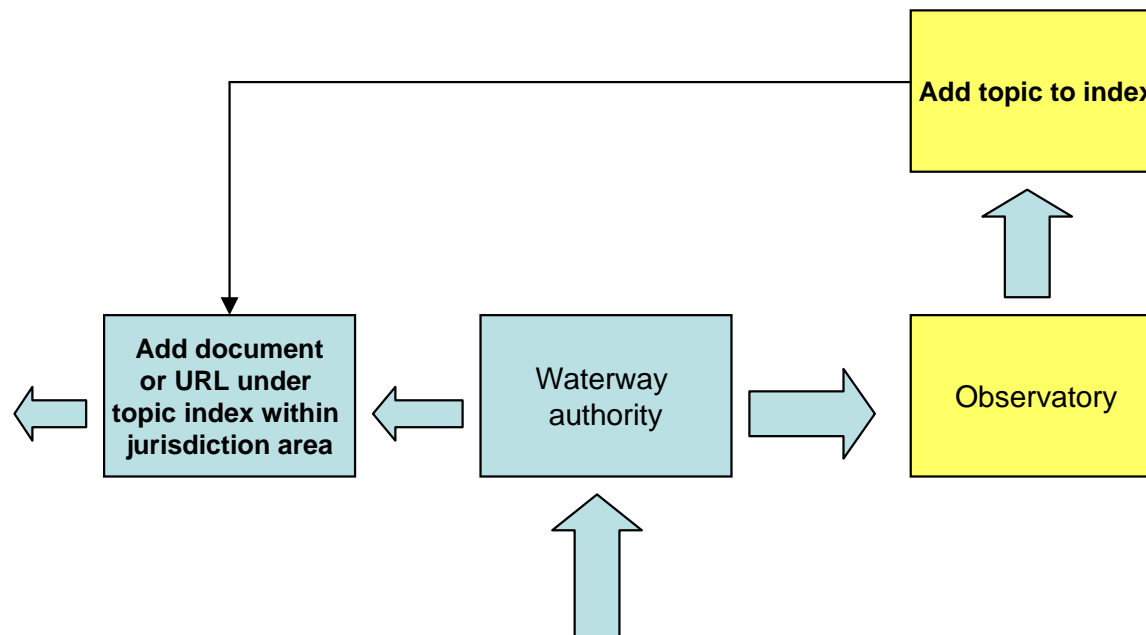 Add topic to index
Add document
or URL under
topic index within
jurisdiction area
Waterway
authority
Observatory